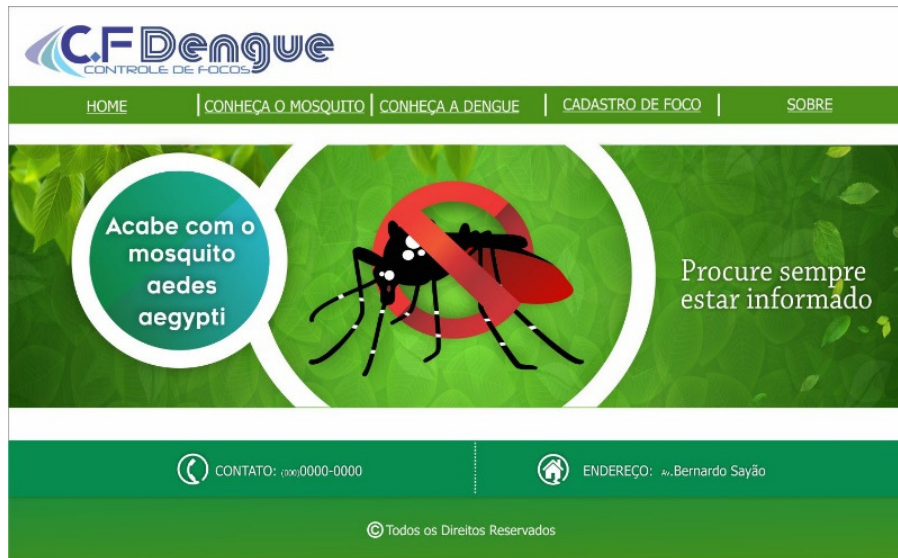 C.F Dengue
CONTROLE DE FOCOS
HOME CONHEÇA O MOSQUITO CONHEÇA A DENGUE CADASTRO DE FOCO SOBRE
Acabe com o
mosquito
aedes
aegypti
Procure sempre
estar informado
CONTATO: (000)0000-0000 ENDEREÇO: Av.Bernardo Sayão
© Todos os Direitos Reservados